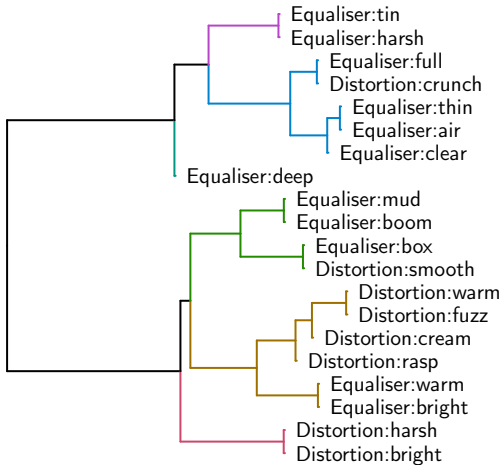 Equaliser:tin
Equaliser:harsh
Equaliser:full
Distortion:crunch
Equaliser:thin
Equaliser:air
Equaliser:clear
Equaliser:deep
Equaliser:mud
Equaliser:boom
Equaliser:box
Distortion:smooth
Distortion:warm
Distortion:fuzz
Distortion:cream
Distortion:rasp
Equaliser:warm
Equaliser:bright
Distortion:harsh
Distortion:bright